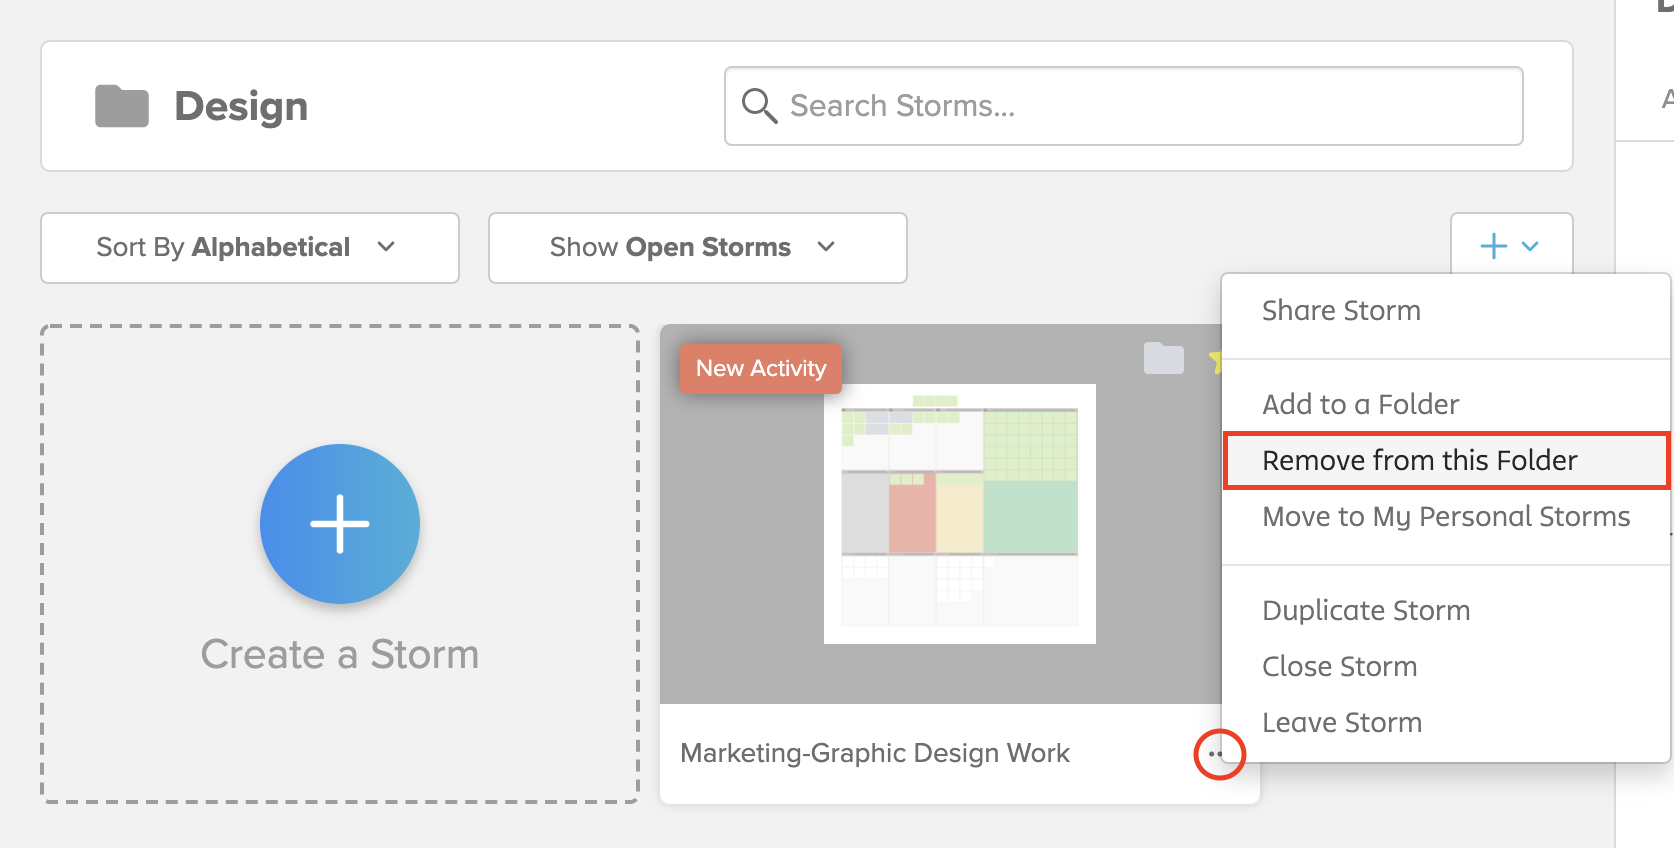 Design
Search Storms...
Sort By Alphabetical
Show Open Storms
Share Storm
Add to a Folder
Remove from this Folder
Move to My Personal Storms
Duplicate Storm
Close Storm
Leave Storm
New Activity
Create a Storm
Marketing-Graphic Design Work